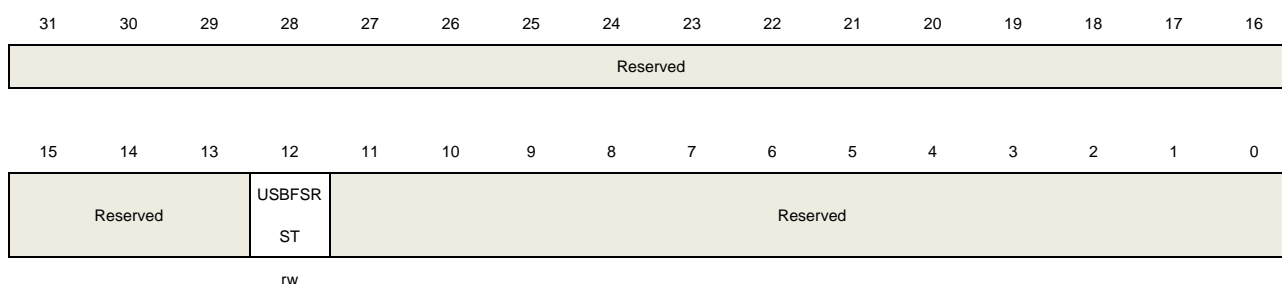 31 30 29 28 27 26 25 24 23 22 21 20 19 18 17 16
Reserved
15 14 13 12 11 10 9 8 7 6 5 4 3 2 1 0
Reserved
USBFSR
ST
Reserved
rw